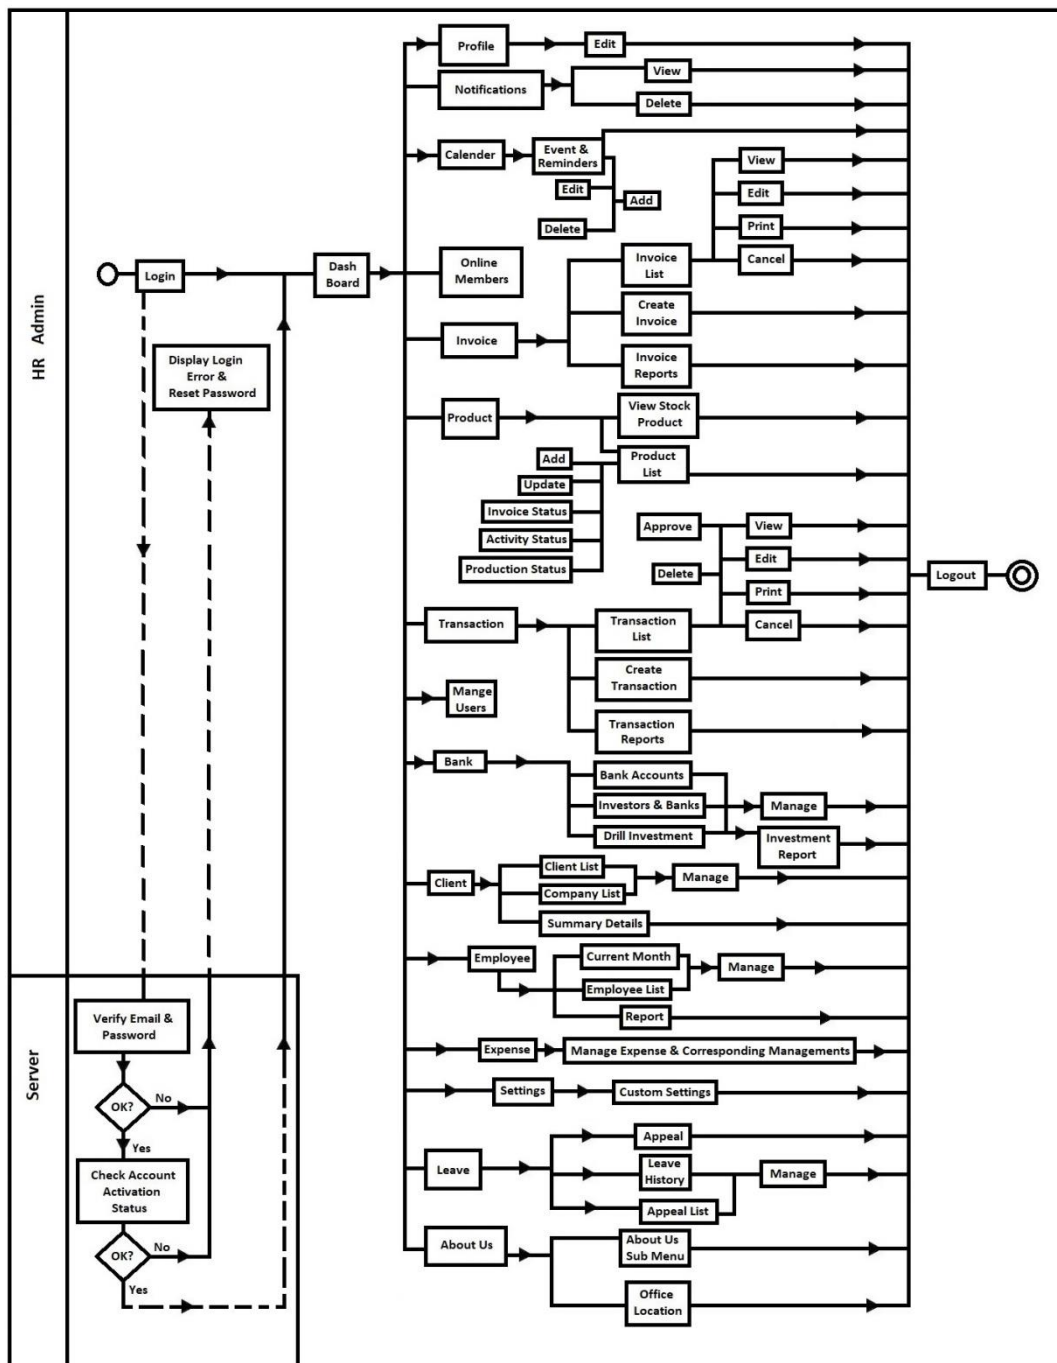 HR Admin
Server
Login
Display Login
Error &
Reset Password
Verify Email &
Password
OK?
No
Yes
Check Account
Activation
Status
OK?
No
Yes
Dash
Board
Profile
Edit
Notifications
View
Delete
Calender
Event &
Reminders
Edit
Add
Delete
Online
Members
Invoice
Invoice
List
View
Edit
Print
Cancel
Create
Invoice
Invoice
Reports
Product
View Stock
Product
Product
List
Add
Update
Invoice Status
Activity Status
Production Status
Transaction
Transaction
List
Approve
Delete
View
Edit
Print
Cancel
Create
Transaction
Transaction
Reports
Mange
Users
Bank
Bank Accounts
Investors & Banks
Drill Investment
Manage
Investment
Report
Client
Client List
Company List
Manage
Summary Details
Employee
Current Month
Employee List
Manage
Report
Expense
Manage Expense & Corresponding Managements
Settings
Custom Settings
Leave
Appeal
Leave
History
Appeal List
Manage
About Us
About Us
Sub Menu
Office
Location
Logout